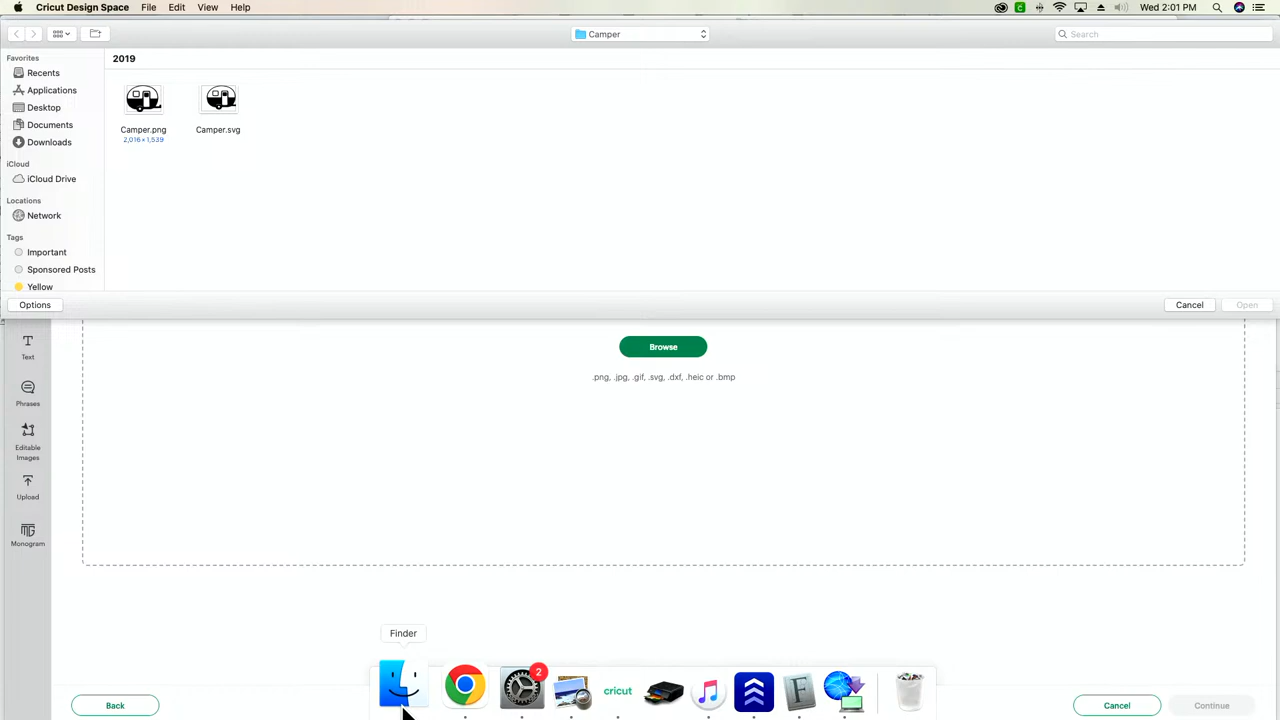 Cricut Design Space File Edit View Help Wed 2:01 PM
Camper Search
Favorites
Recents
Applications
Desktop
Documents
Downloads
iCloud
iCloud Drive
Locations
Network
Tags
Important
Sponsored Posts
Yellow
2019
Camper.png Camper.svg
2,016×1,539
Options Cancel Open
Text
Phrases
Editable
Images
Upload
MG
Monogram
Browse
.png, .jpg, .gif, .svg, .dxf, .heic or .bmp
Finder
2
cricut
F
Back Cancel Continue